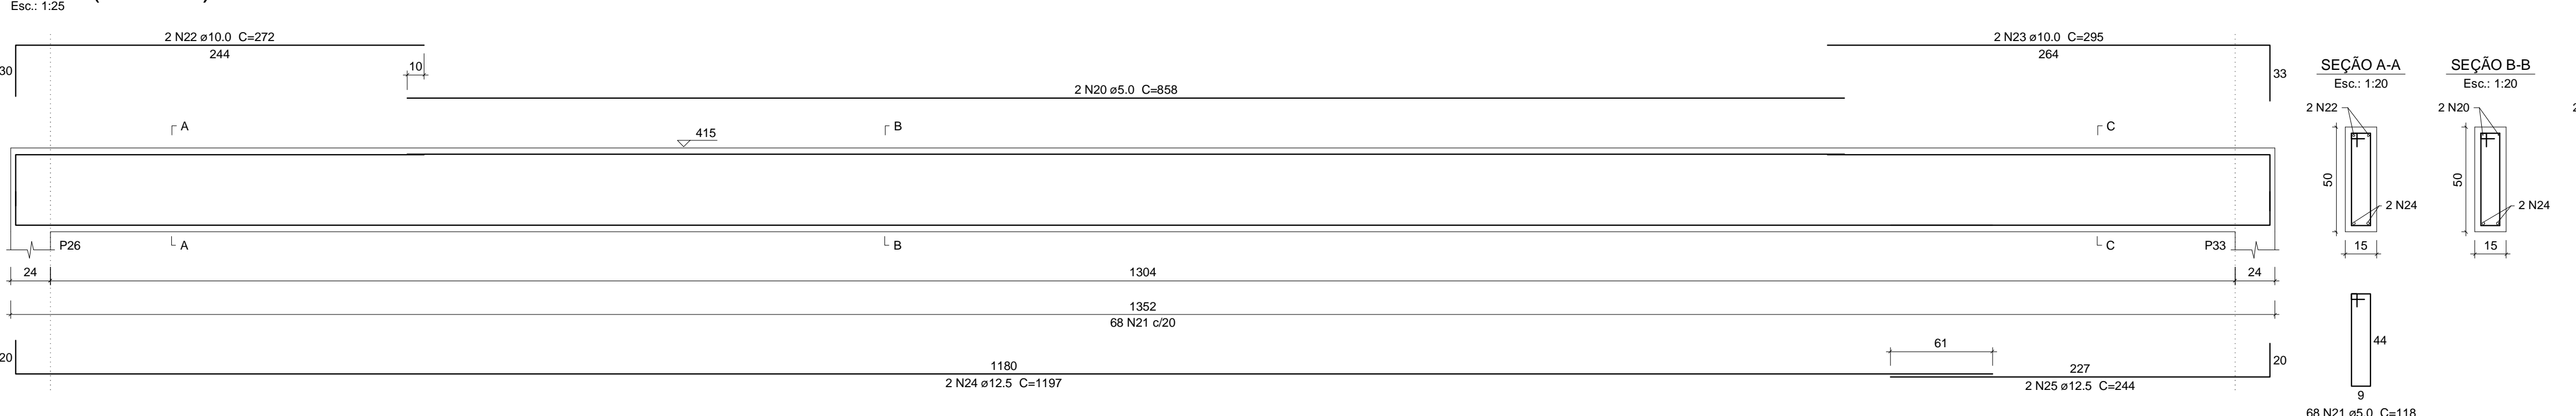 Esc.: 1:25
2 N22 ø10.0 C=272
244
30
10
2 N20 ø5.0 C=858
2 N23 ø10.0 C=295
264
33
A
415
B
C
P26
A
B
C
P33
24
1304
24
1352
68 N21 c/20
20
1180
2 N24 ø12.5 C=1197
61
227
2 N25 ø12.5 C=244
20
SEÇÃO A-A
Esc.: 1:20
2 N22
50
2 N24
15
SEÇÃO B-B
Esc.: 1:20
2 N20
50
2 N24
15
44
9
68 N21 ø5.0 C=118